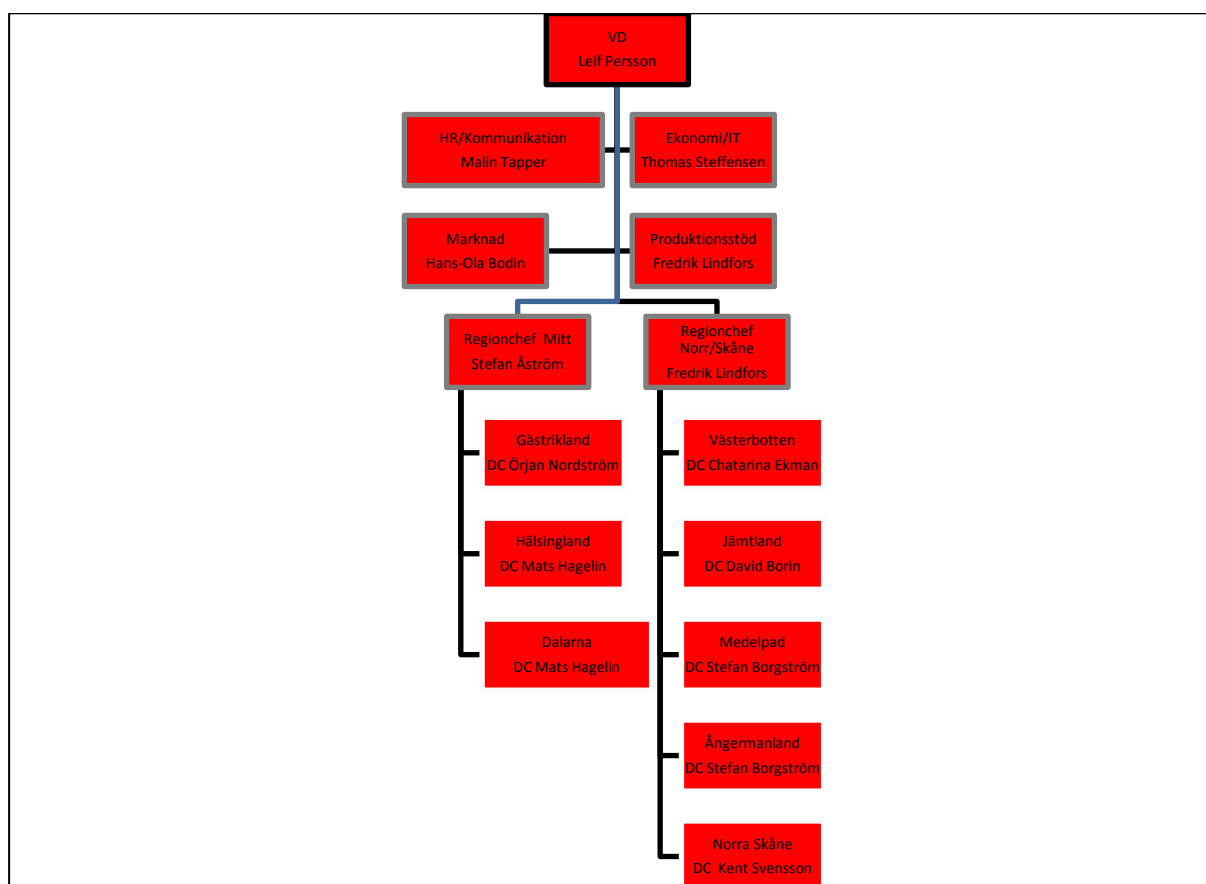 VD
Leif Persson
HR/Kommunikation
Malin Tapper
Ekonomi/IT
Thomas Steffensen
Marknad
Hans-Ola Bodin
Produktionsstöd
Fredrik Lindfors
Regionchef Mitt
Stefan Åström
Regionchef
Norr/Skåne
Fredrik Lindfors
Gästrikland
DC Örjan Nordström
Hälsingland
DC Mats Hagelin
Dalarna
DC Mats Hagelin
Västerbotten
DC Chatarina Ekman
Jämtland
DC David Borin
Medelpad
DC Stefan Borgström
Ångermanland
DC Stefan Borgström
Norra Skåne
DC Kent Svensson